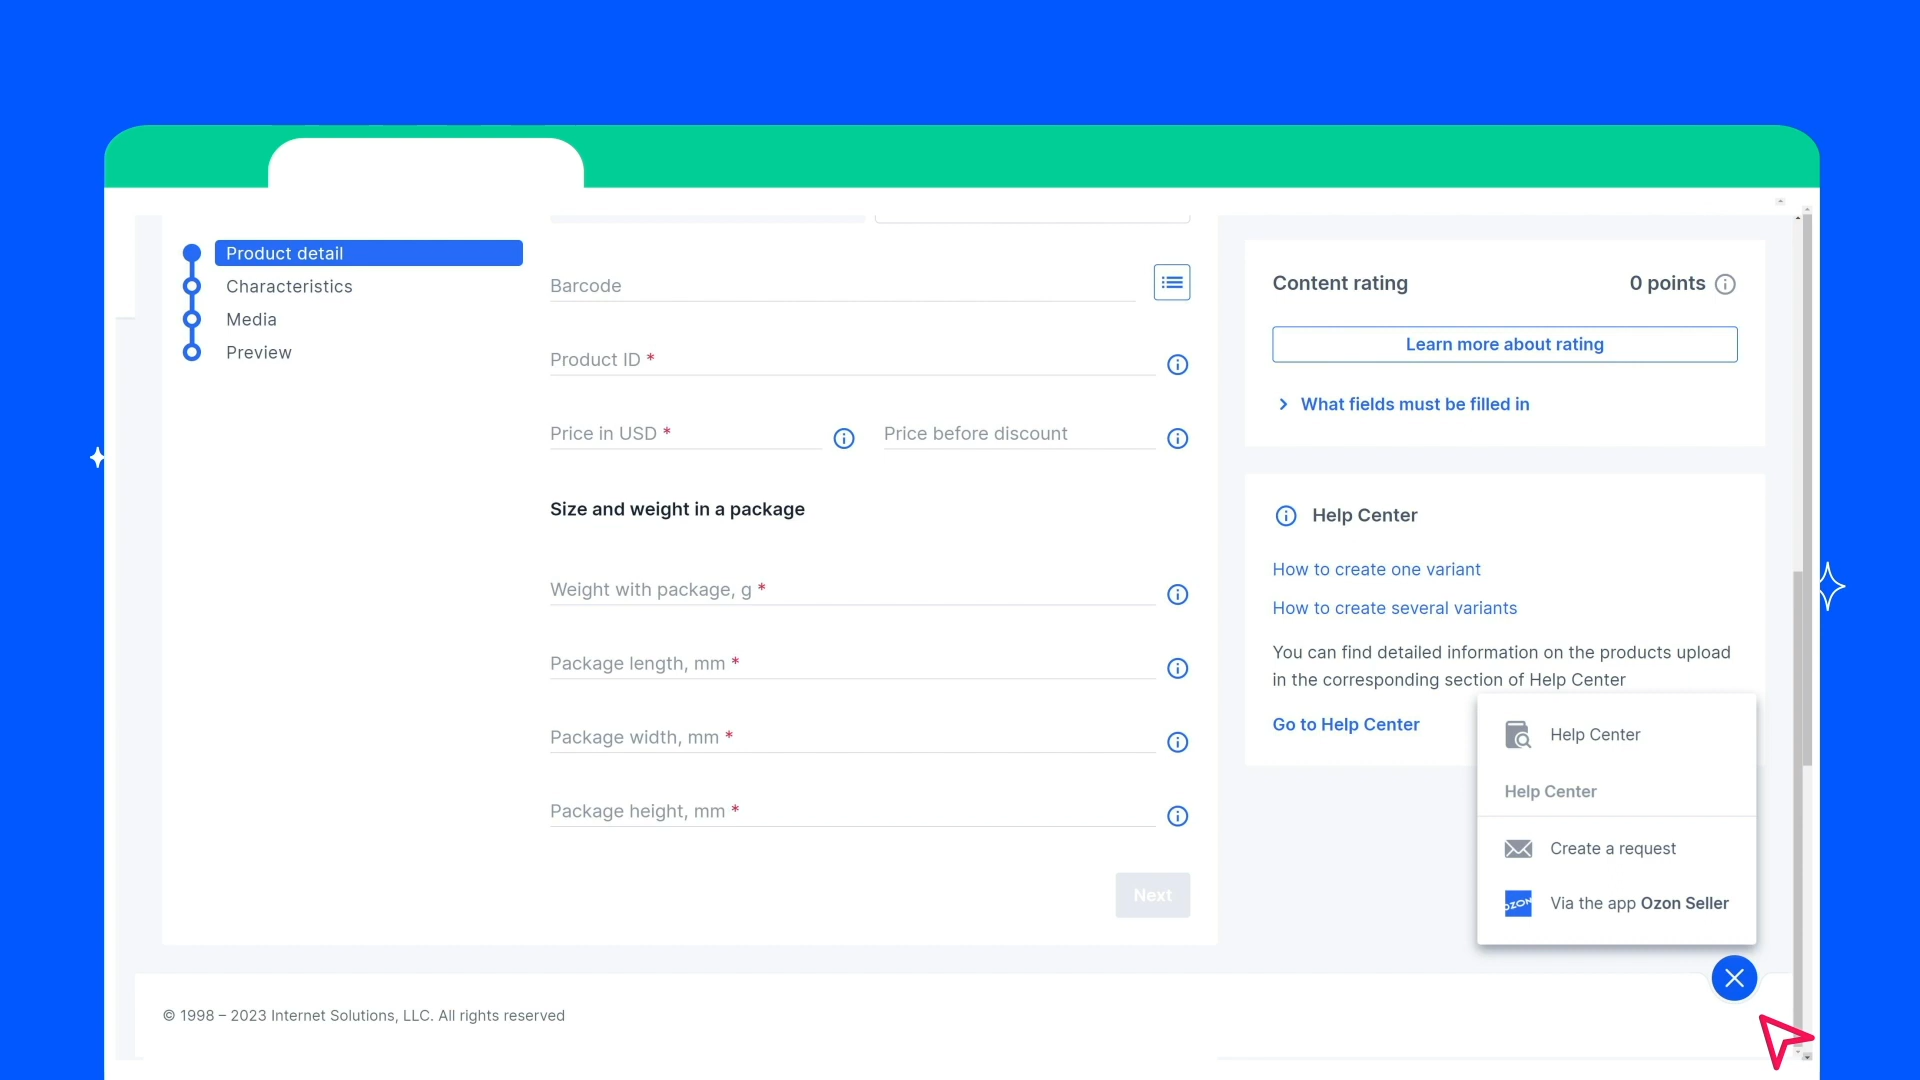 Product detail
Characteristics
Media
Preview
Barcode
Product ID *
Price in USD *
Price before discount
Size and weight in a package
Weight with package, g *
Package length, mm *
Package width, mm *
Package height, mm *
Next
Content rating
0 points
Learn more about rating
What fields must be filled in
Help Center
How to create one variant
How to create several variants
You can find detailed information on the products upload
in the corresponding section of Help Center
Go to Help Center
Help Center
Help Center
Create a request
OZON
Via the app Ozon Seller
© 1998 – 2023 Internet Solutions, LLC. All rights reserved